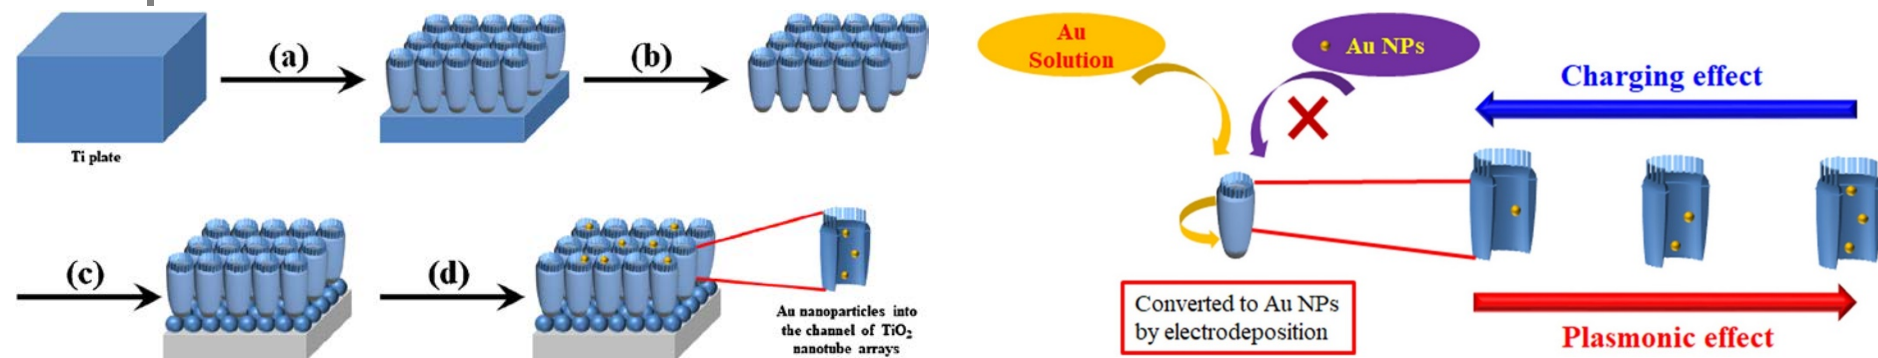 (a)
(b)
Ti plate
(c)
(d)
Au nanoparticles into
the channel of TiO₂
nanotube arrays
Au
Solution
Au NPs
Charging effect
Converted to Au NPs
by electrodeposition
Plasmonic effect